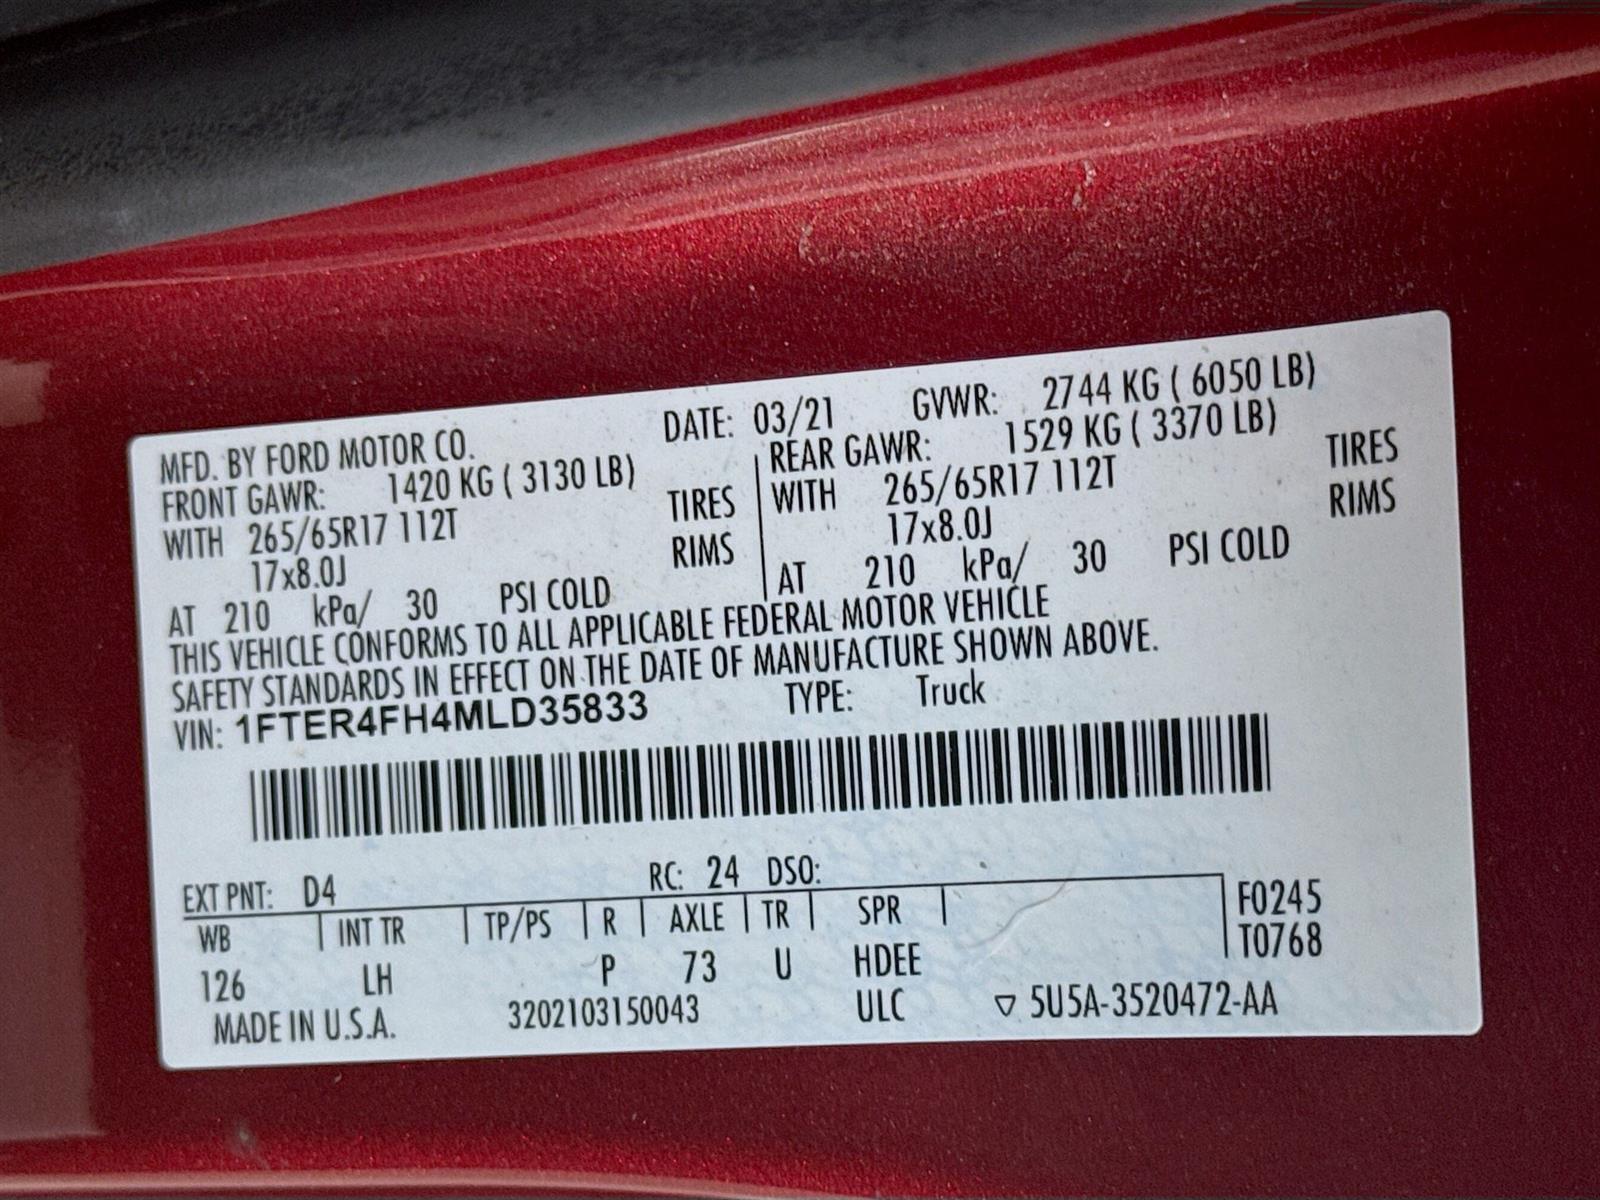 MFD. BY FORD MOTOR CO. DATE: 03/21 GVWR: 2744 KG ( 6050 LB)
FRONT GAWR: 1420 KG ( 3130 LB) REAR GAWR: 1529 KG ( 3370 LB)
WITH 265/65R17 112T TIRES WITH 265/65R17 112T TIRES
17x8.0J RIMS 17x8.0J RIMS
AT 210 kPa/ 30 PSI COLD AT 210 kPa/ 30 PSI COLD
THIS VEHICLE CONFORMS TO ALL APPLICABLE FEDERAL MOTOR VEHICLE
SAFETY STANDARDS IN EFFECT ON THE DATE OF MANUFACTURE SHOWN ABOVE.
VIN: 1FTER4FH4MLD35833 TYPE: Truck
EXT PNT: D4 RC: 24 DSO:
WB INT TR TP/PS R AXLE TR SPR F0245
126 LH P 73 U HDEE T0768
MADE IN U.S.A. 3202103150043 ULC ▽ 5U5A-3520472-AA